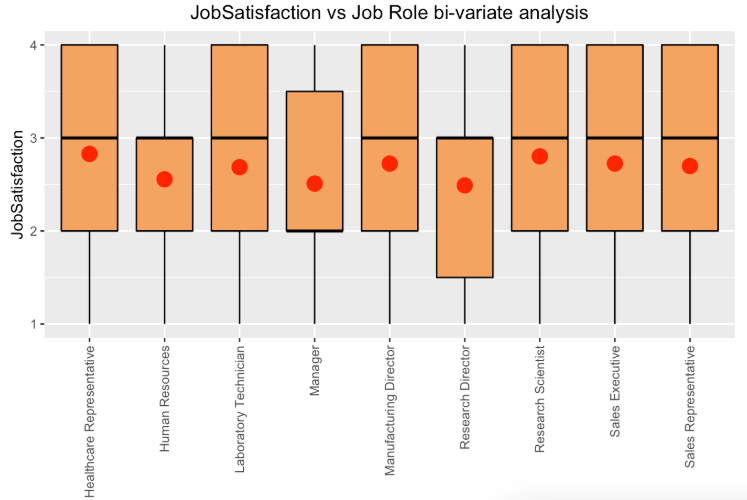 JobSatisfaction vs Job Role bi-variate analysis
JobSatisfaction
4
3
2
1
Healthcare Representative
Human Resources
Laboratory Technician
Manager
Manufacturing Director
Research Director
Research Scientist
Sales Executive
Sales Representative